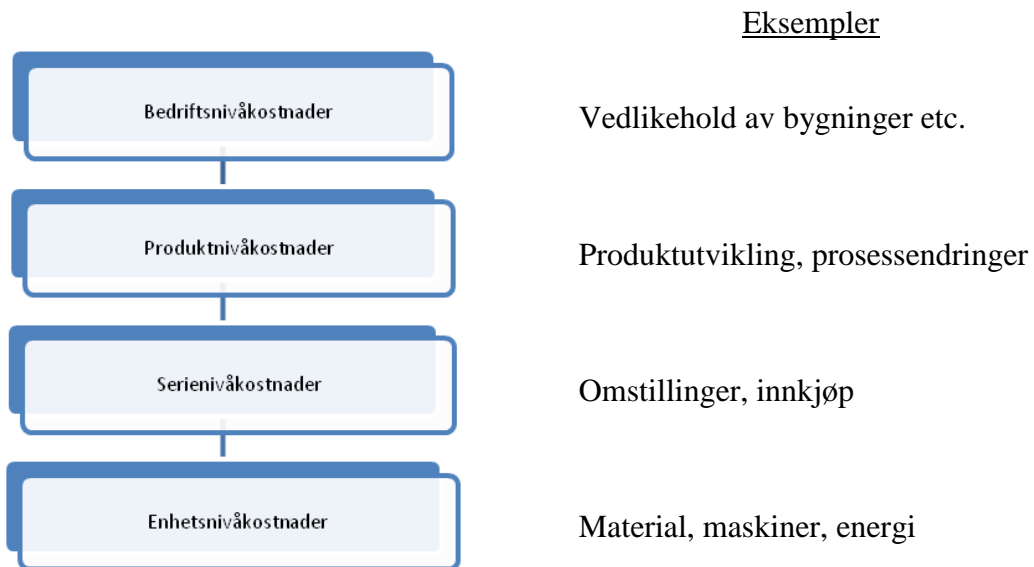 Eksempler
Bedriftsnivåkostnader
Vedlikehold av bygninger etc.
Produktnivåkostnader
Produktutvikling, prosessendringer
Serienivåkostnader
Omstillinger, innkjøp
Enhetsnivåkostnader
Material, maskiner, energi